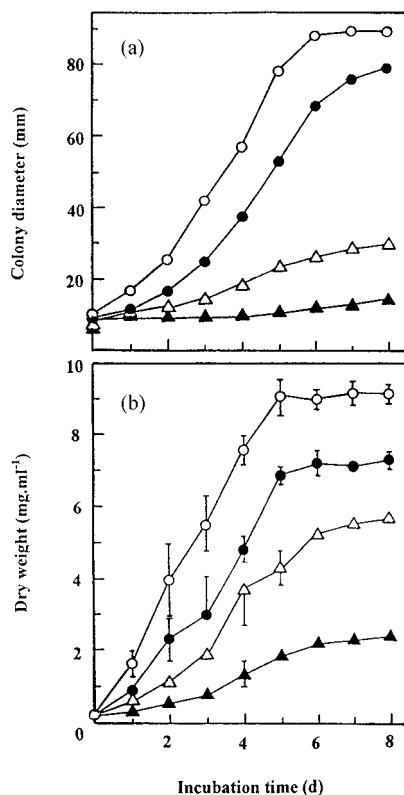 (a)
80
60
40
20
Colony diameter (mm)
(b)
10
8
6
4
2
0
Dry weight (mg.ml⁻¹)
2
4
6
8
Incubation time (d)